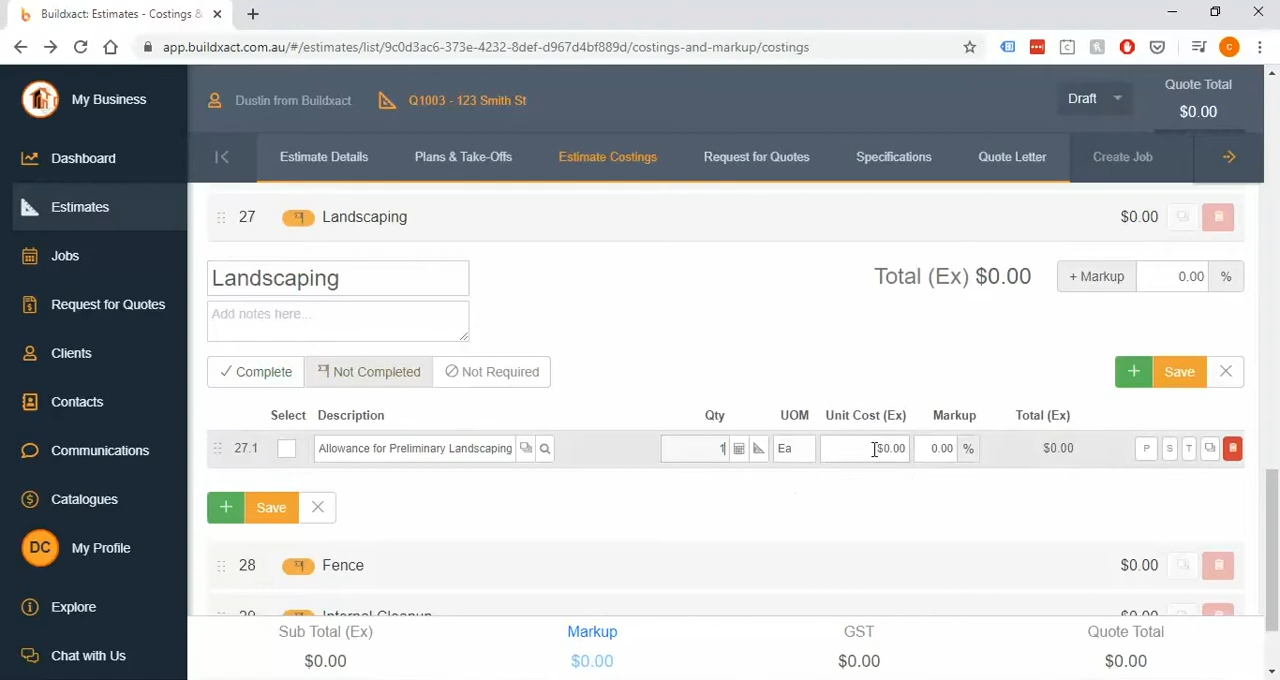 Buildxact: Estimates - Costings &
app.buildxact.com.au/#/estimates/list/9c0d3ac6-373e-4232-8def-d967d4bf889d/costings-and-markup/costings
C
My Business
Dustin from Buildxact
Q1003 - 123 Smith St
Draft
Quote Total
$0.00
Dashboard
Estimates
Jobs
Request for Quotes
Clients
Contacts
Communications
Catalogues
DC
My Profile
Explore
Chat with Us
Estimate Details
Plans & Take-Offs
Estimate Costings
Request for Quotes
Specifications
Quote Letter
Create Job
27
Landscaping
$0.00
Landscaping
Total (Ex) $0.00
+ Markup
0.00
%
Add notes here...
Complete
Not Completed
Not Required
+
Save
Select
Description
Qty
UOM
Unit Cost (Ex)
Markup
Total (Ex)
27.1
Allowance for Preliminary Landscaping
1
Ea
$0.00
0.00
%
$0.00
P
S
T
+
Save
28
Fence
$0.00
29
Internal Cleanup
$0.00
Sub Total (Ex)
Markup
GST
Quote Total
$0.00
$0.00
$0.00
$0.00